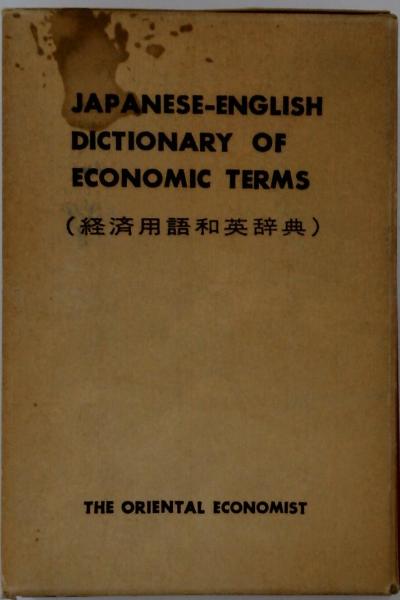 JAPANESE-ENGLISH
DICTIONARY OF
ECONOMIC TERMS
(経済用語和英辞典)
THE ORIENTAL ECONOMIST